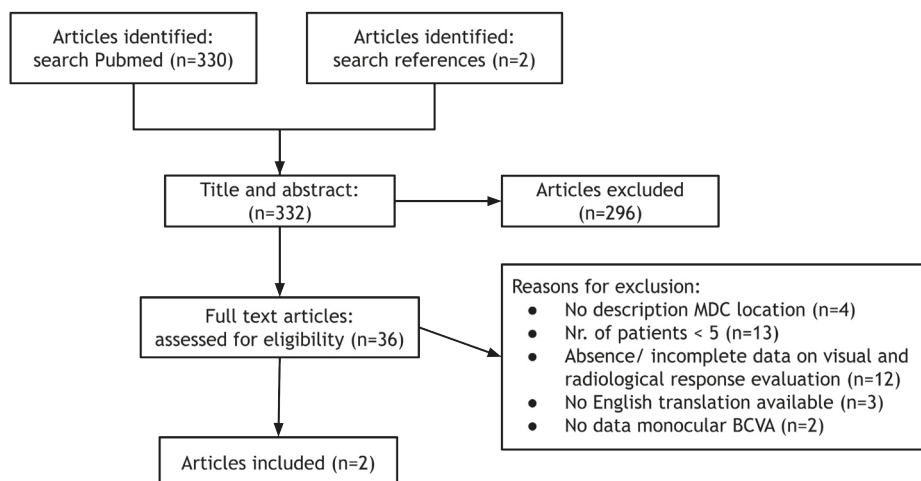 Articles identified:
search Pubmed (n=330)
Articles identified:
search references (n=2)
Title and abstract:
(n=332)
Articles excluded
(n=296)
Full text articles:
assessed for eligibility (n=36)
Reasons for exclusion:
● No description MDC location (n=4)
● Nr. of patients < 5 (n=13)
● Absence/ incomplete data on visual and
radiological response evaluation (n=12)
● No English translation available (n=3)
● No data monocular BCVA (n=2)
Articles included (n=2)